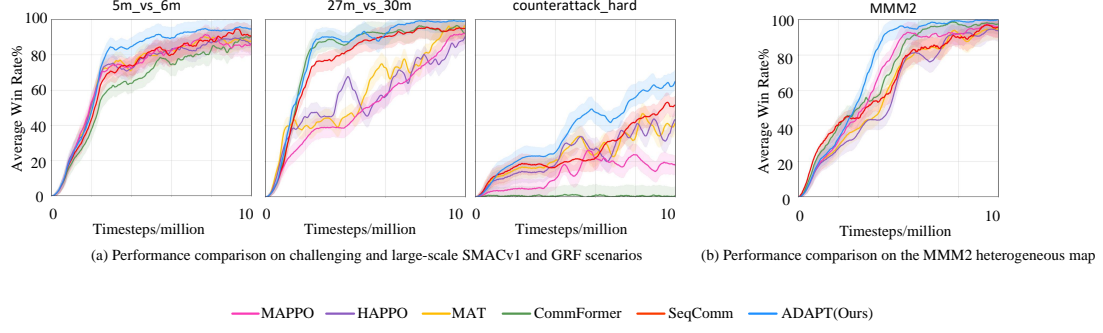 5m_vs_6m 27m_vs_30m counterattack_hard MMM2
Average Win Rate%
100
80
60
40
20
0
0 10
0 10
0 10
Timesteps/million Timesteps/million Timesteps/million
Average Win Rate%
100
80
60
40
20
0
0 10
Timesteps/million
(a) Performance comparison on challenging and large-scale SMACv1 and GRF scenarios
(b) Performance comparison on the MMM2 heterogeneous map
MAPPO HAPPO MAT CommFormer SeqComm ADAPT(Ours)